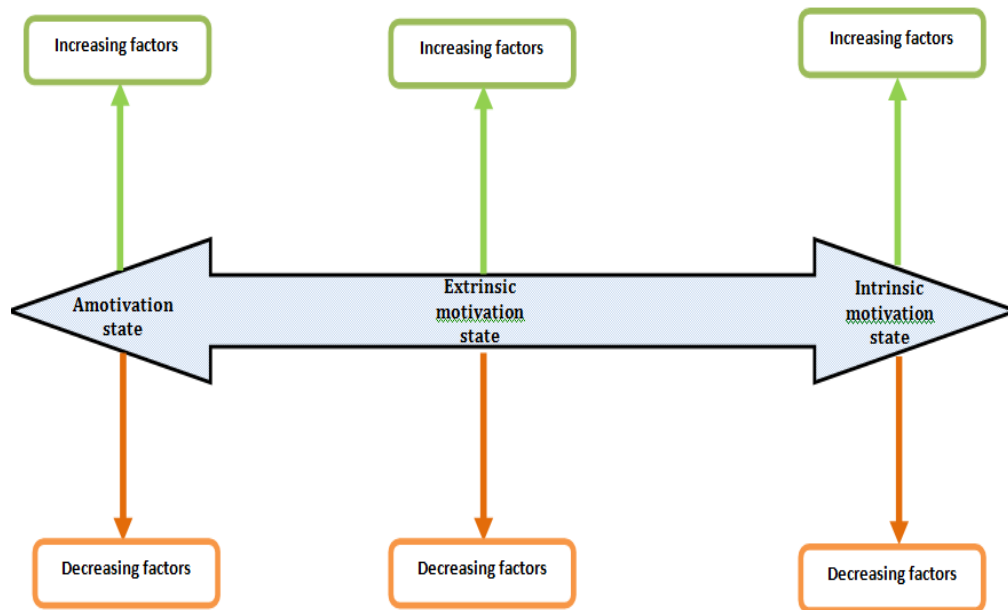 Increasing factors
Increasing factors
Increasing factors
Amotivation
state
Extrinsic
motivation
state
Intrinsic
motivation
state
Decreasing factors
Decreasing factors
Decreasing factors